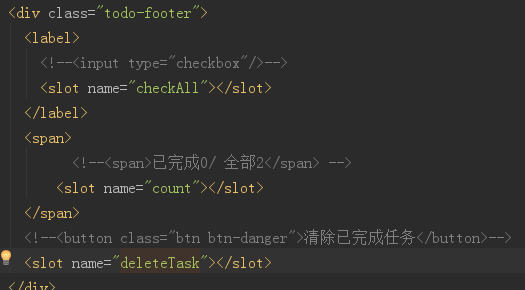 <div class="todo-footer">
<label>
<!--<input type="checkbox"/>-->
<slot name="checkAll"></slot>
</label>
<span>
<!--<span>已完成0/ 全部2</span> -->
<slot name="count"></slot>
</span>
<!--<button class="btn btn-danger">清除已完成任务</button>-->
<slot name="deleteTask"></slot>
</div>